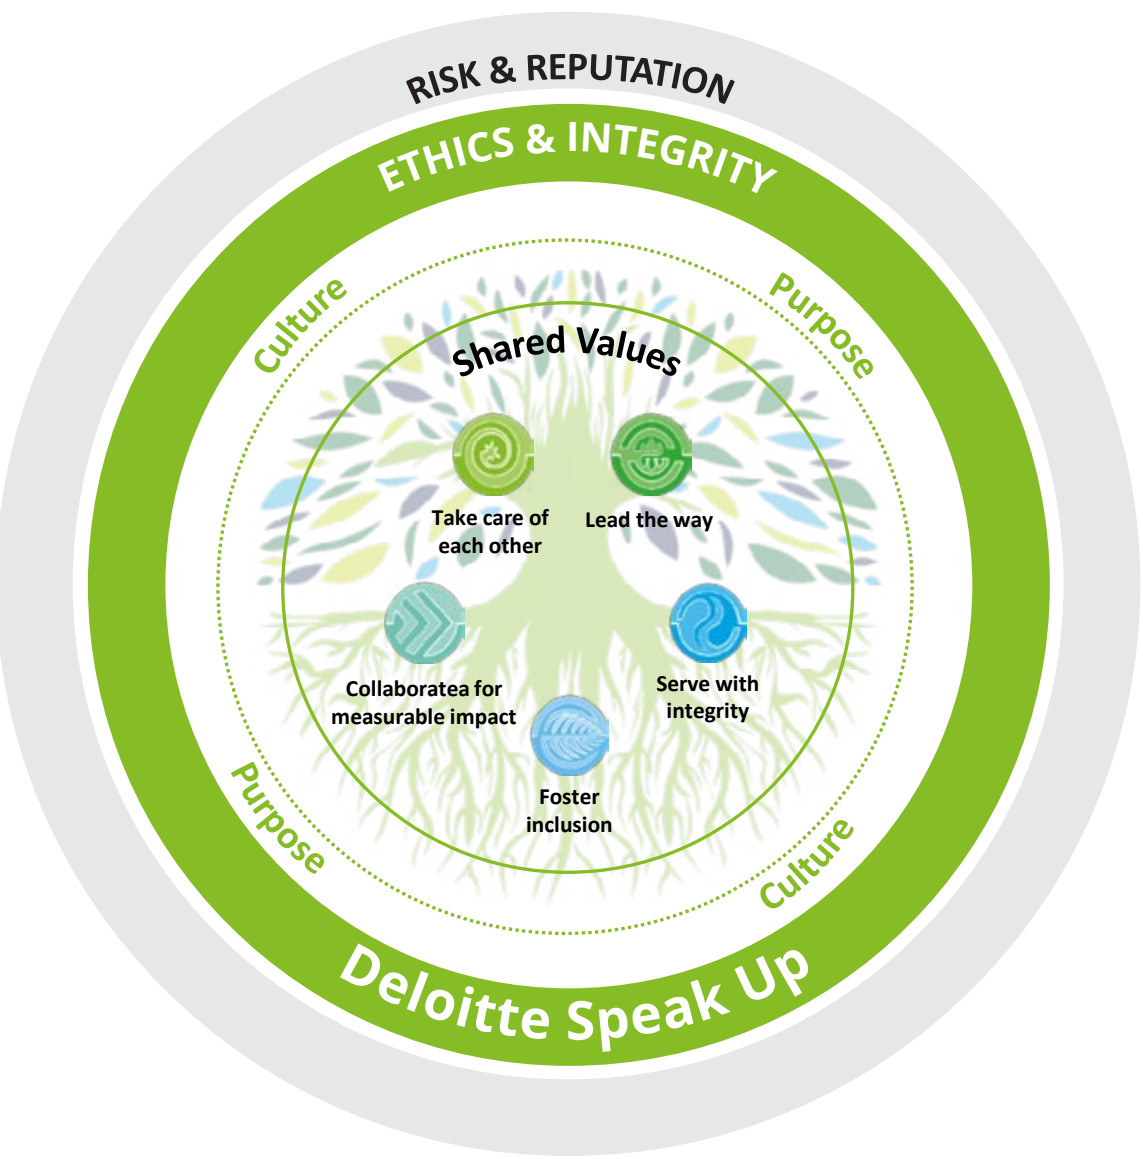 RISK & REPUTATION
ETHICS & INTEGRITY
Culture
Purpose
Shared Values
Take care of
each other
Lead the way
Collaboratea for
measurable impact
Serve with
integrity
Foster
inclusion
Purpose
Culture
Deloitte Speak Up